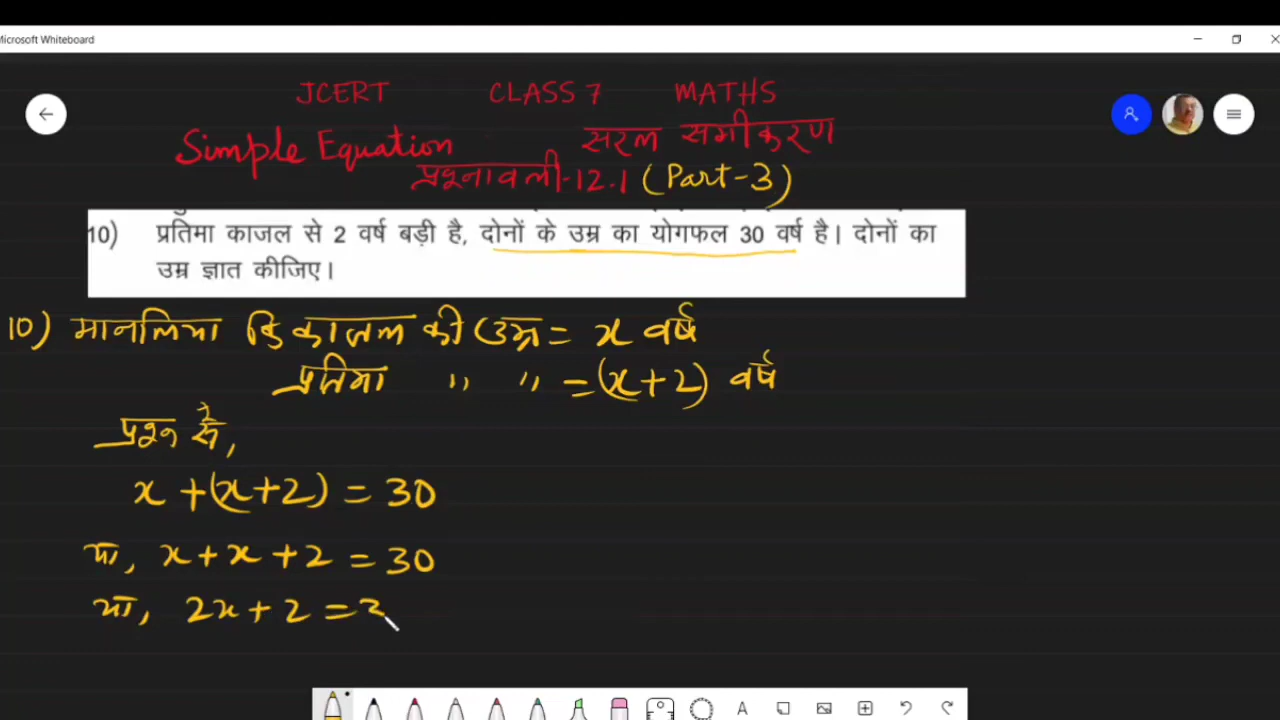 Microsoft Whiteboard
JCERT CLASS 7 MATHS
Simple Equation सरल समीकरण
प्रश्नावली-12.1 (Part-3)
10) प्रतिमा काजल से 2 वर्ष बड़ी है, दोनों के उम्र का योगफल 30 वर्ष है। दोनों का
उम्र ज्ञात कीजिए।
10) मानलिया कि काजल की उम्र = x वर्ष
प्रतिमा " " = (x+2) वर्ष
प्रश्न से,
x + (x+2) = 30
या, x + x + 2 = 30
या, 2x + 2 = 3